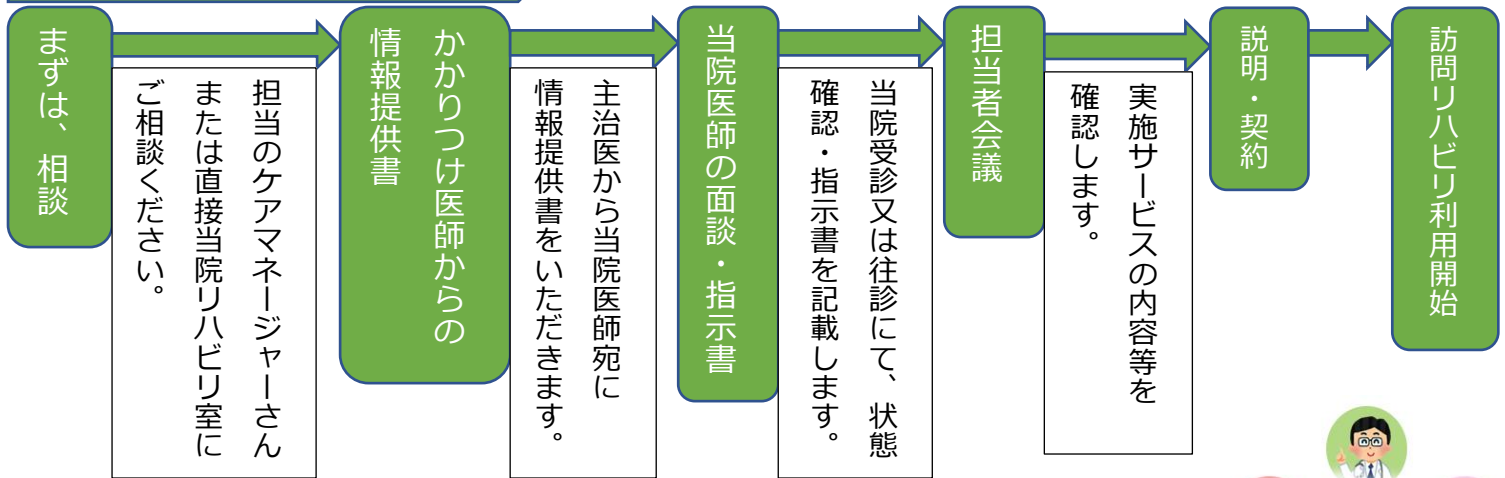 まずは、相談
担当のケアマネージャーさん
または直接当院リハビリ室に
ご相談ください。
かかりつけ医師からの
情報提供書
主治医から当院医師宛に
情報提供書をいただきます。
当院医師の面談・指示書
当院受診又は往診にて、状態
確認・指示書を記載します。
担当者会議
実施サービスの内容等を
確認します。
説明・契約
訪問リハビリ利用開始